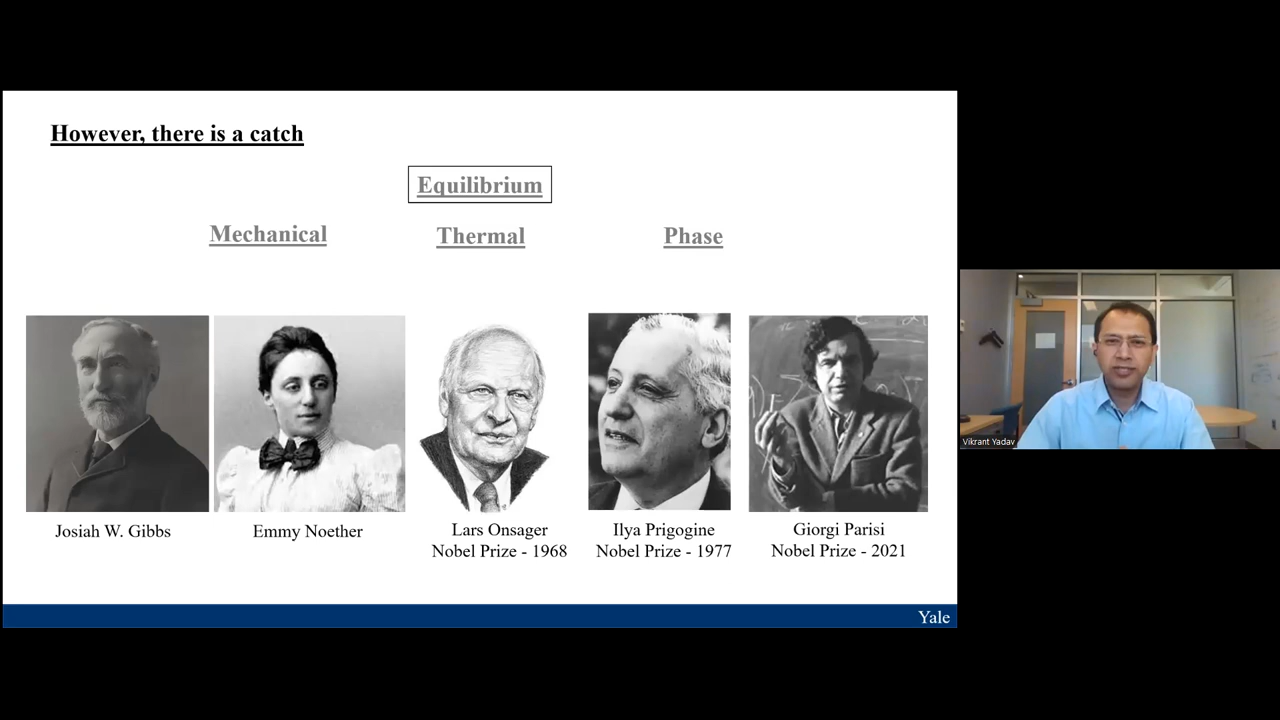 However, there is a catch
Equilibrium
Mechanical
Thermal
Phase
Josiah W. Gibbs
Emmy Noether
Lars Onsager
Nobel Prize - 1968
Ilya Prigogine
Nobel Prize - 1977
Giorgi Parisi
Nobel Prize - 2021
Yale
Vikrant Yadav